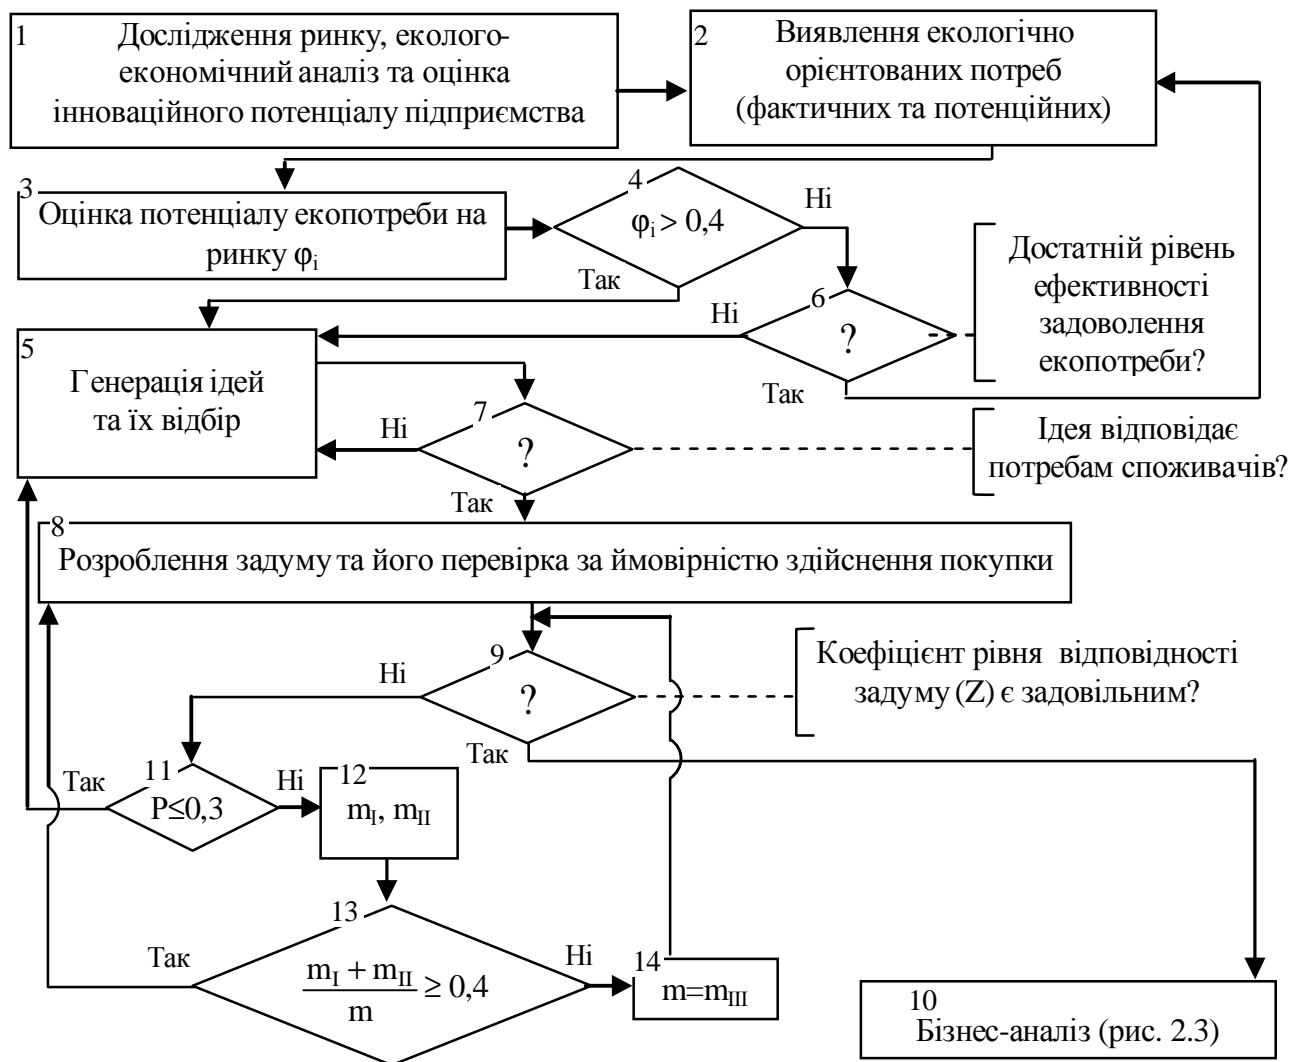 1
Дослідження ринку, еколого-
економічний аналіз та оцінка
інноваційного потенціалу підприємства
2
Виявлення екологічно
орієнтованих потреб
(фактичних та потенційних)
3
Оцінка потенціалу екопотреби на
ринку φi
4
φi > 0,4
Ні
Так
Достатній рівень
ефективності
задоволення
екопотреби?
6
?
Ні
Так
5
Генерація ідей
та їх відбір
7
?
Ні
Так
Ідея відповідає
потребам споживачів?
8
Розроблення задуму та його перевірка за ймовірністю здійснення покупки
9
?
Ні
Так
Коефіцієнт рівня відповідності
задуму (Z) є задовільним?
11
P≤0,3
Так
Ні
12
mI, mII
13
mI + mII
m
≥ 0,4
Так
Ні
14
m=mIII
10
Бізнес-аналіз (рис. 2.3)